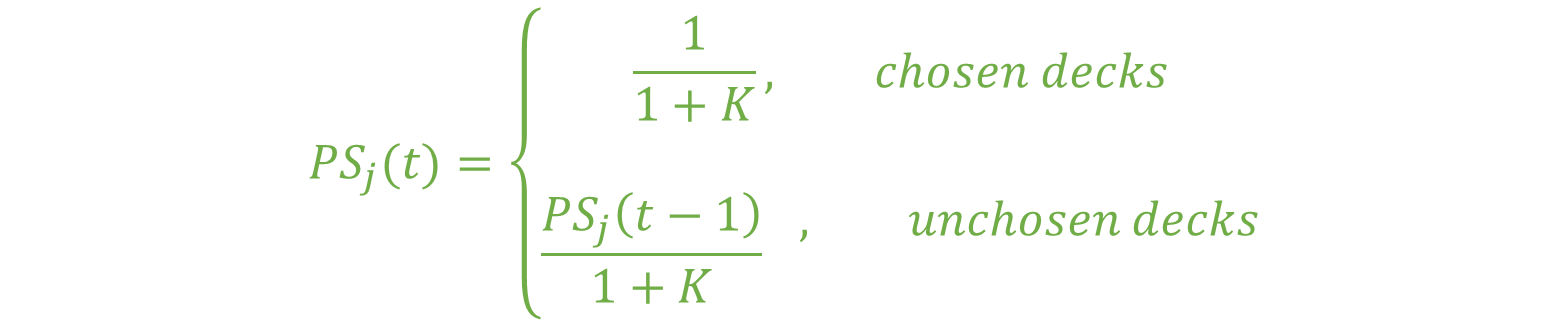 1/(1 + K), chosen decks
PS_j(t) = {
PS_j(t − 1)/(1 + K) , unchosen decks